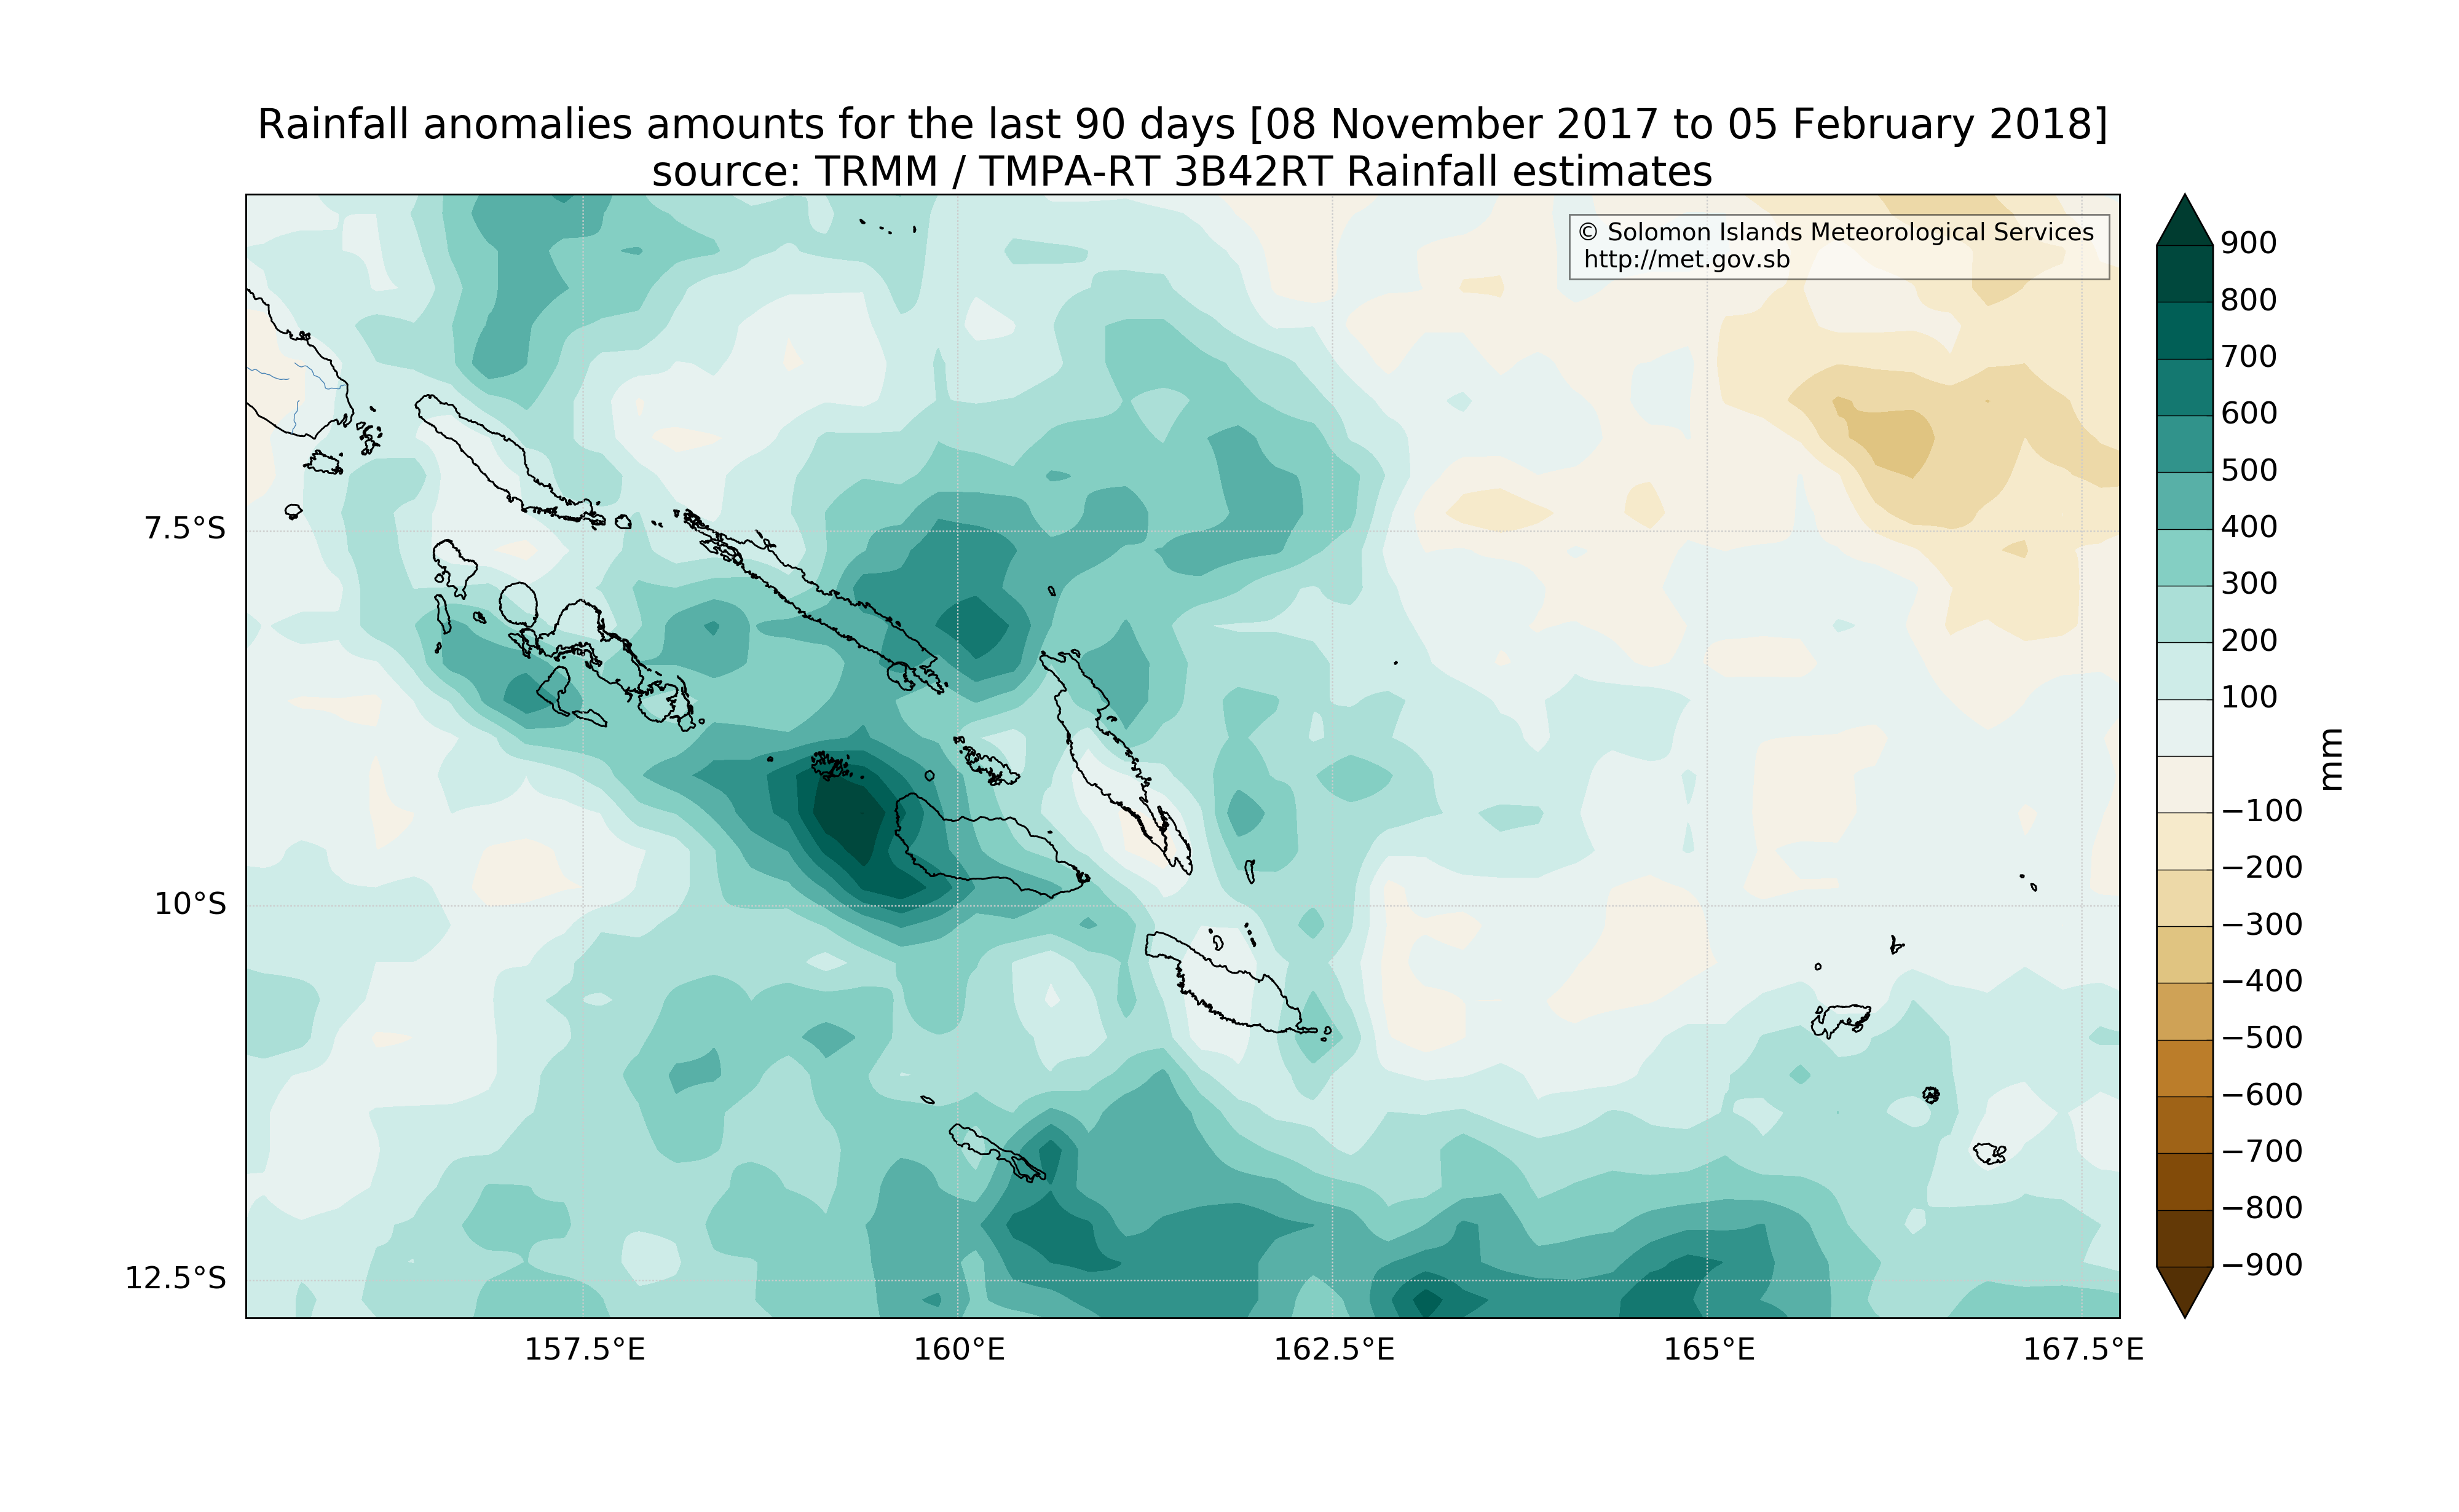 Rainfall anomalies amounts for the last 90 days [08 November 2017 to 05 February 2018]
source: TRMM / TMPA-RT 3B42RT Rainfall estimates
© Solomon Islands Meteorological Services
http://met.gov.sb
7.5°S
10°S
12.5°S
157.5°E
160°E
162.5°E
165°E
167.5°E
900
800
700
600
500
400
300
200
100
−100
−200
−300
−400
−500
−600
−700
−800
−900
mm